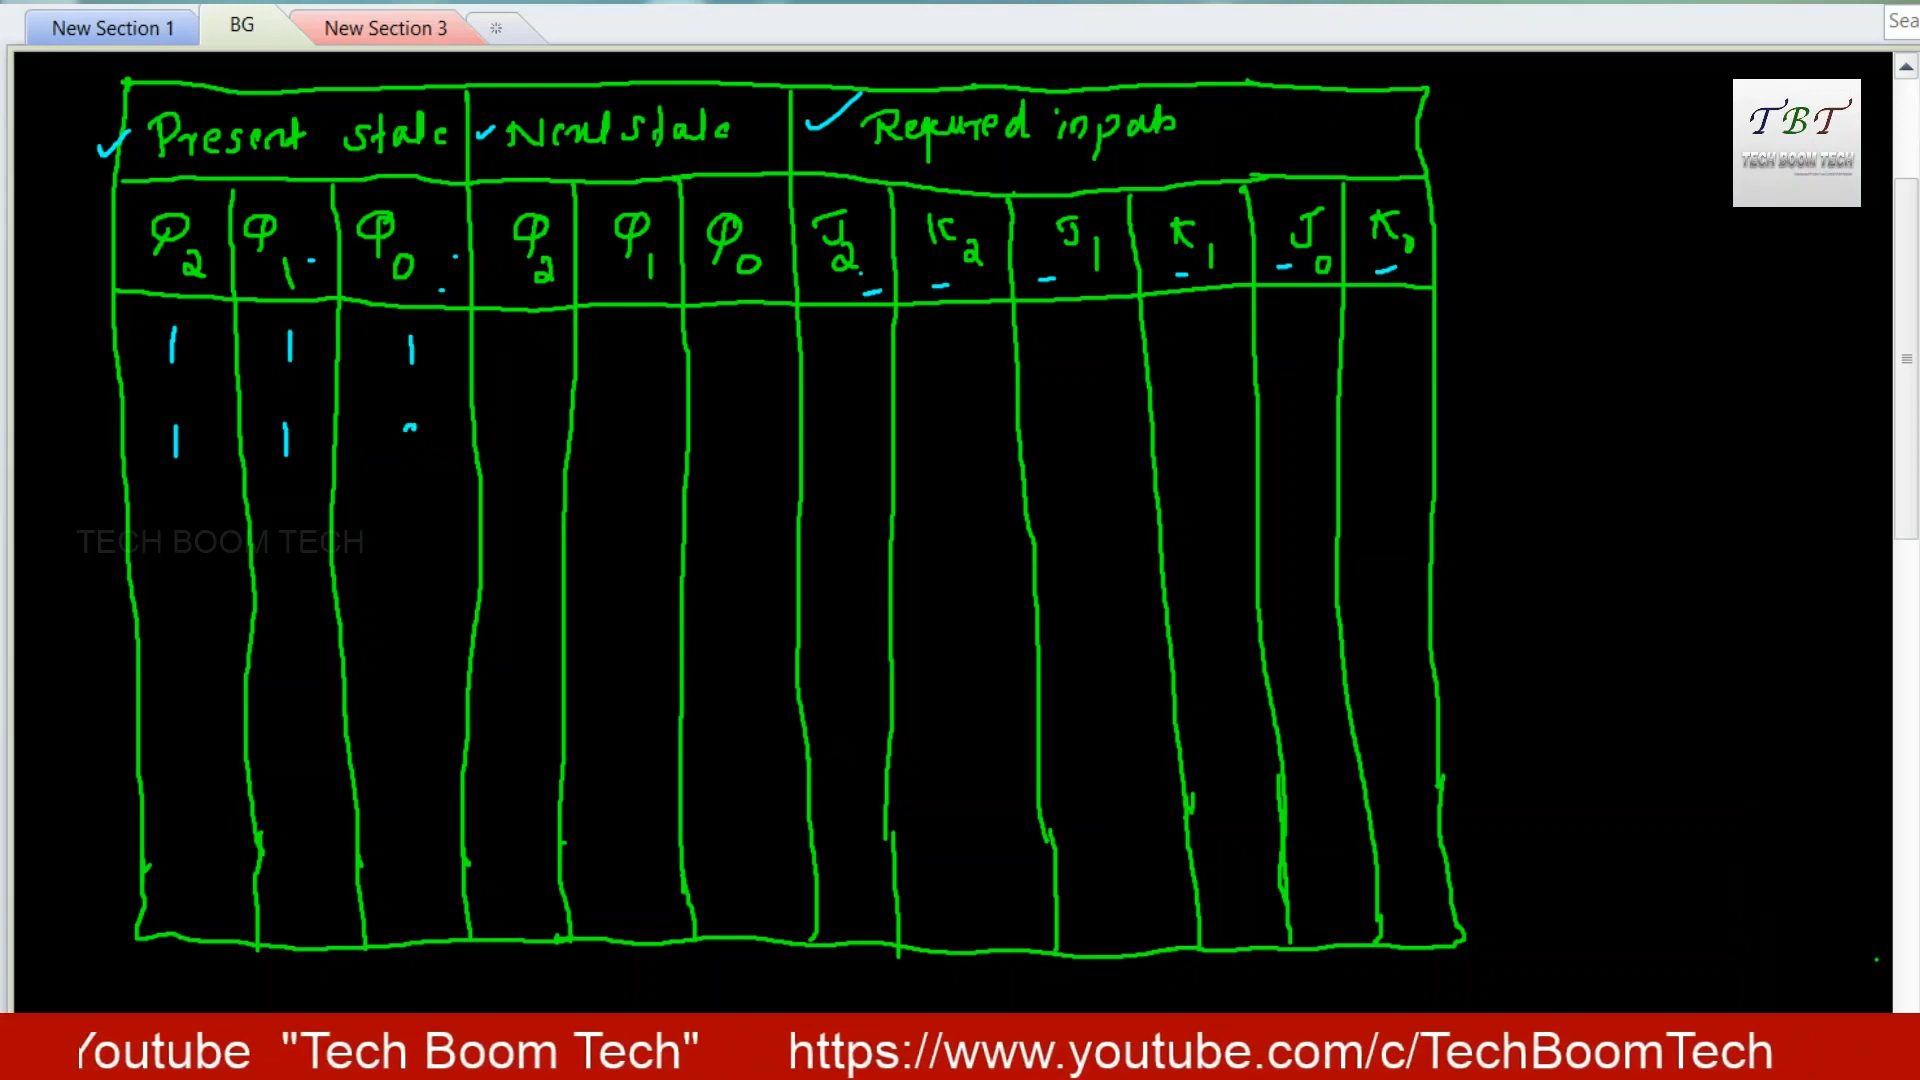 New Section 1 BG New Section 3
Sea
TBT
TECH BOOM TECH
Present state Next state Required inputs
Q2 Q1 Q0 Q2 Q1 Q0 J2 K2 J1 K1 J0 K0
1 1 1
1 1 0
TECH BOOM TECH
Youtube "Tech Boom Tech" https://www.youtube.com/c/TechBoomTech